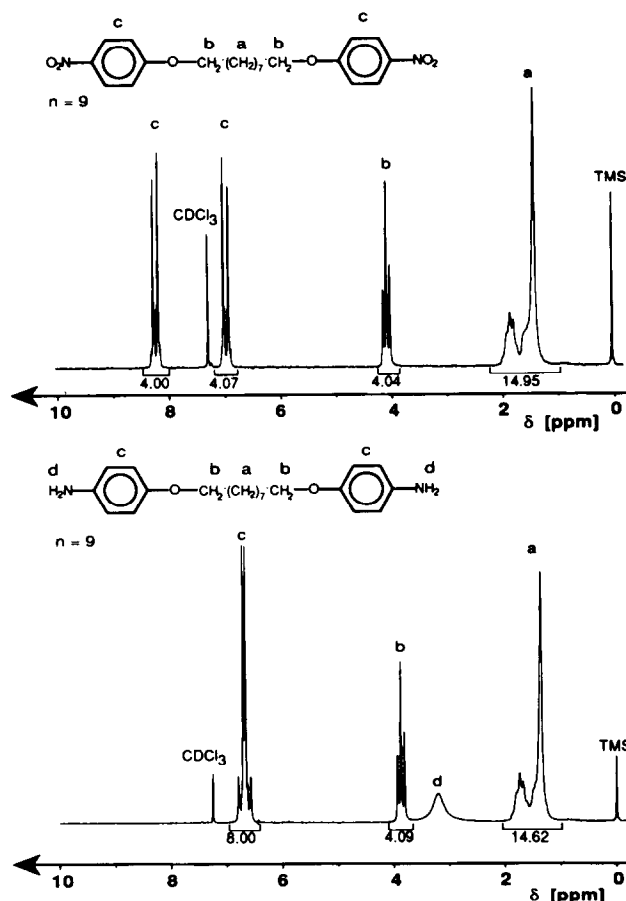 c c
b a b
O₂N O CH₂-(CH₂)₇-CH₂ O NO₂
n = 9
a
c c
b
TMS
CDCl₃
4.00 4.07 4.04 14.95
10 8 6 4 2 0
δ [ppm]
d c b a b c d
H₂N O CH₂-(CH₂)₇-CH₂ O NH₂
n = 9
c
a
b
CDCl₃
d
TMS
8.00 4.09 14.62
10 8 6 4 2 0
δ [ppm]